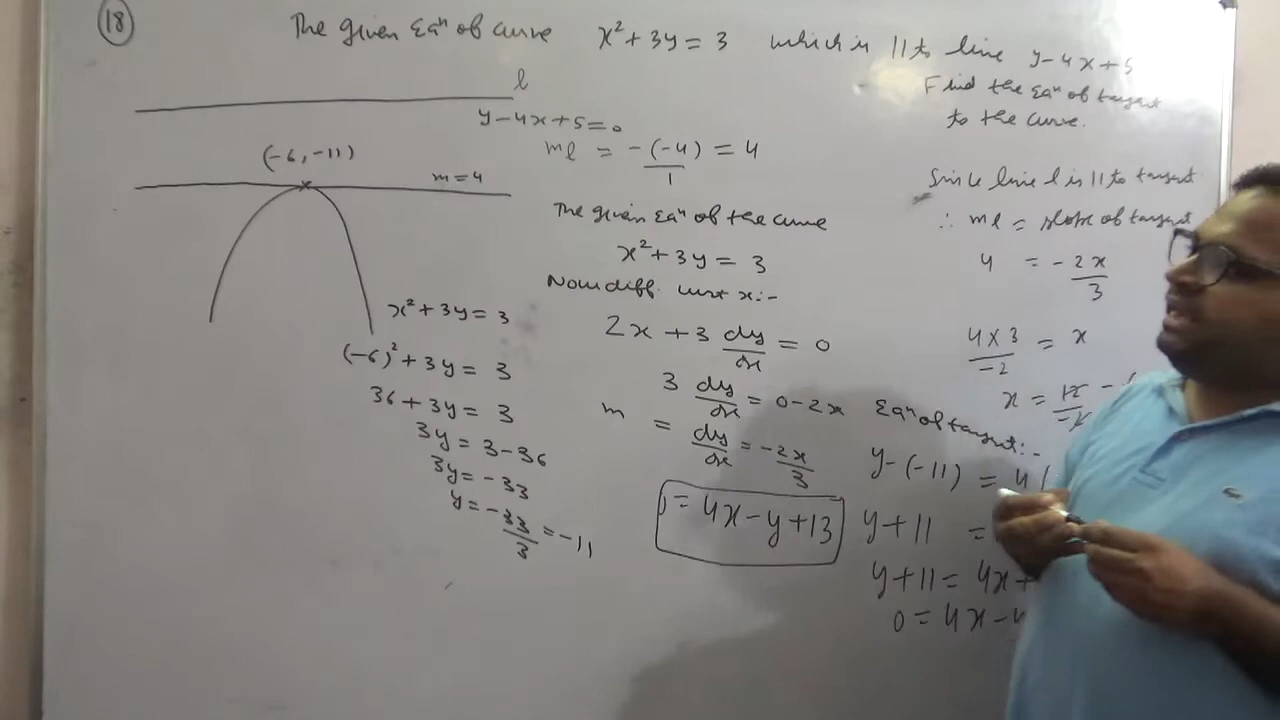 18
The given Eqn of curve x² + 3y = 3 which is 11 to line y - 4x + 5
Find the Eqn of tangent
to the curve.
l
y - 4x + 5 = 0
(-6, -11)
m = 4
ml = -(-4)/1 = 4
The given Eqn of the curve
x² + 3y = 3
Now diff. wrt x :-
2x + 3 dy/dx = 0
3 dy/dx = 0 - 2x
m = dy/dx = -2x/3
x² + 3y = 3
(-6)² + 3y = 3
36 + 3y = 3
3y = 3 - 36
3y = -33
y = -33/3 = -11
Since line l is 11 to tangent
∴ ml = slope of tangent
4 = -2x/3
4 x 3/-2 = x
x = 12
Eqn of tangent :-
y - (-11) = 4 (
y + 11 =
y + 11 = 4x +
0 = 4x -
= 4x - y + 13